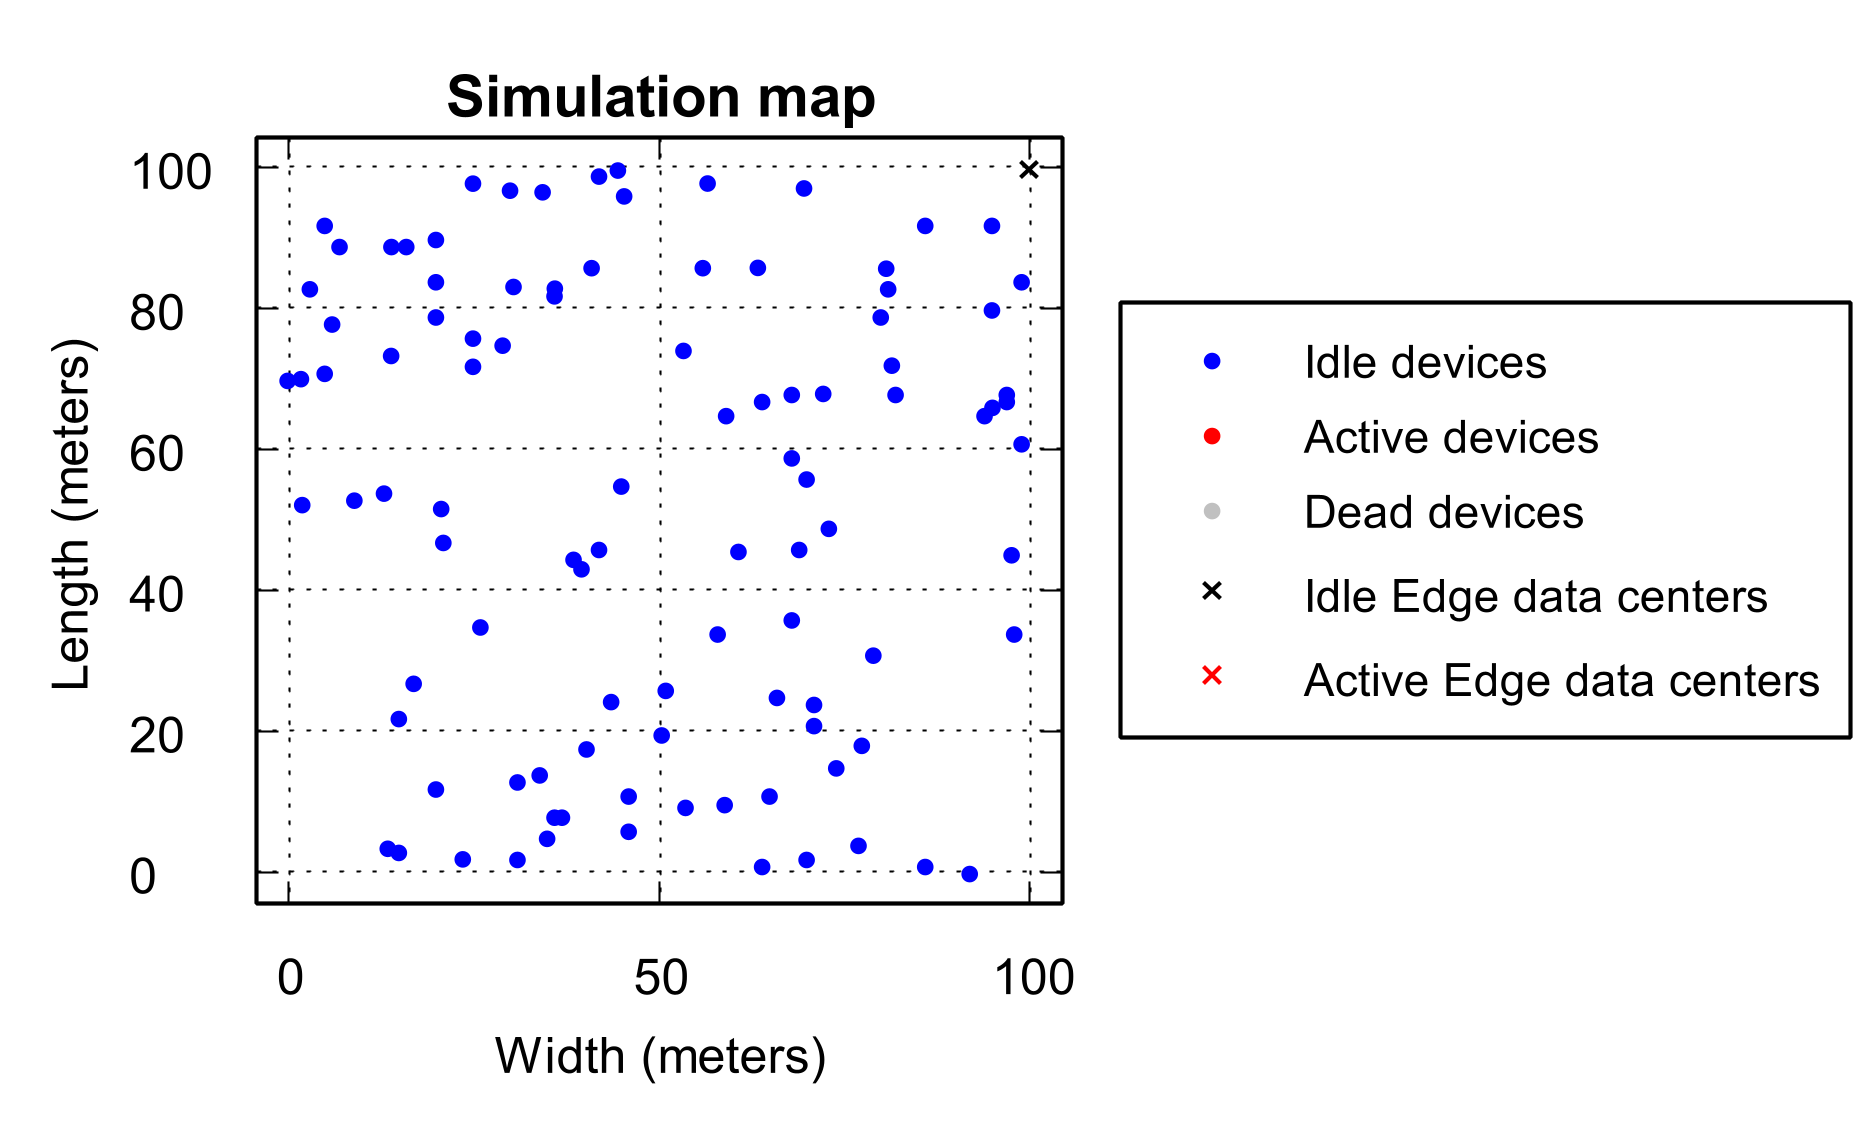 Simulation map
100
80
60
40
20
0
Length (meters)
0 50 100
Width (meters)
Idle devices
Active devices
Dead devices
Idle Edge data centers
Active Edge data centers